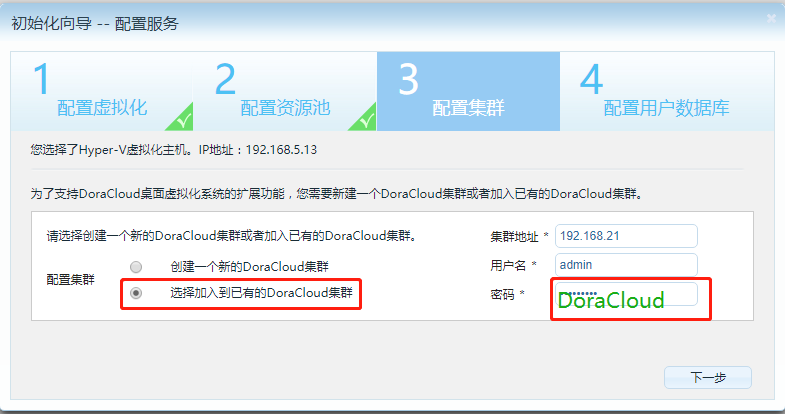 初始化向导 -- 配置服务
1 配置虚拟化
2 配置资源池
3 配置集群
4 配置用户数据库
您选择了Hyper-V虚拟化主机。IP地址：192.168.5.13
为了支持DoraCloud桌面虚拟化系统的扩展功能，您需要新建一个DoraCloud集群或者加入已有的DoraCloud集群。
请选择创建一个新的DoraCloud集群或者加入已有的DoraCloud集群。
配置集群
创建一个新的DoraCloud集群
选择加入到已有的DoraCloud集群
集群地址 * 192.168.21
用户名 * admin
密码 * DoraCloud
下一步